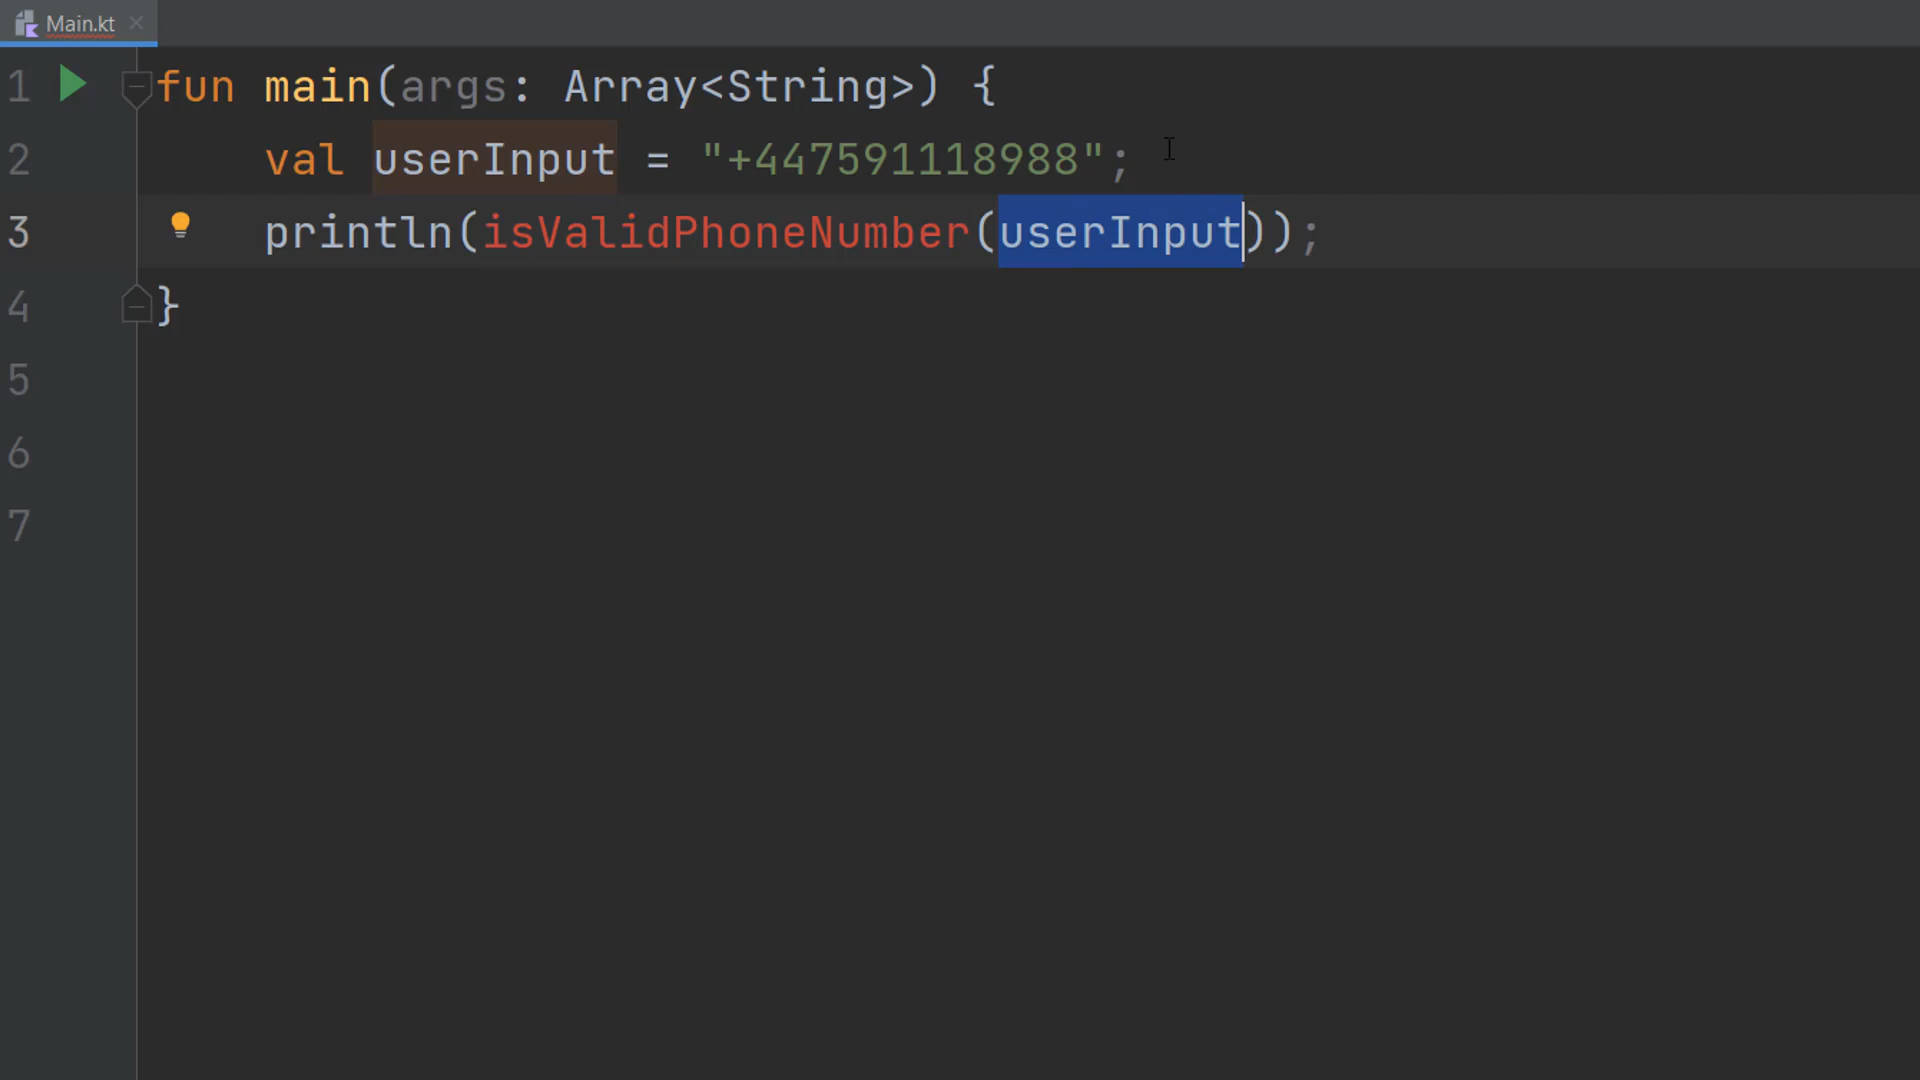 Main.kt
1 fun main(args: Array<String>) {
2 val userInput = "+447591118988";
3 println(isValidPhoneNumber(userInput));
4 }
5
6
7